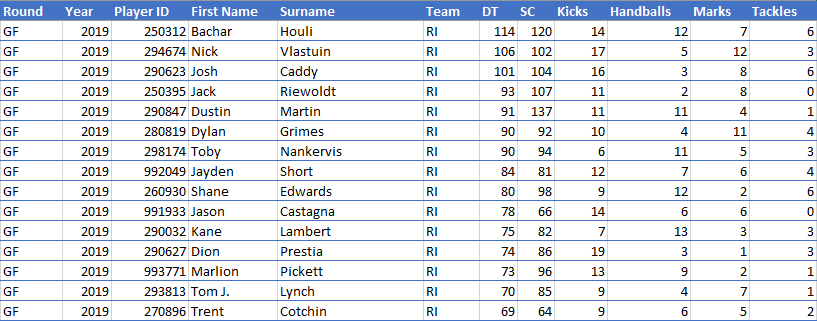 Round Year Player ID First Name Surname Team DT SC Kicks Handballs Marks Tackles
GF 2019 250312 Bachar Houli RI 114 120 14 12 7 6
GF 2019 294674 Nick Vlastuin RI 106 102 17 5 12 3
GF 2019 290623 Josh Caddy RI 101 104 16 3 8 6
GF 2019 250395 Jack Riewoldt RI 93 107 11 2 8 0
GF 2019 290847 Dustin Martin RI 91 137 11 11 4 1
GF 2019 280819 Dylan Grimes RI 90 92 10 4 11 4
GF 2019 298174 Toby Nankervis RI 90 94 6 11 5 3
GF 2019 992049 Jayden Short RI 84 81 12 7 6 4
GF 2019 260930 Shane Edwards RI 80 98 9 12 2 6
GF 2019 991933 Jason Castagna RI 78 66 14 6 6 0
GF 2019 290032 Kane Lambert RI 75 82 7 13 3 3
GF 2019 290627 Dion Prestia RI 74 86 19 3 1 3
GF 2019 993771 Marlion Pickett RI 73 96 13 9 2 1
GF 2019 293813 Tom J. Lynch RI 70 85 9 4 7 1
GF 2019 270896 Trent Cotchin RI 69 64 9 6 5 2